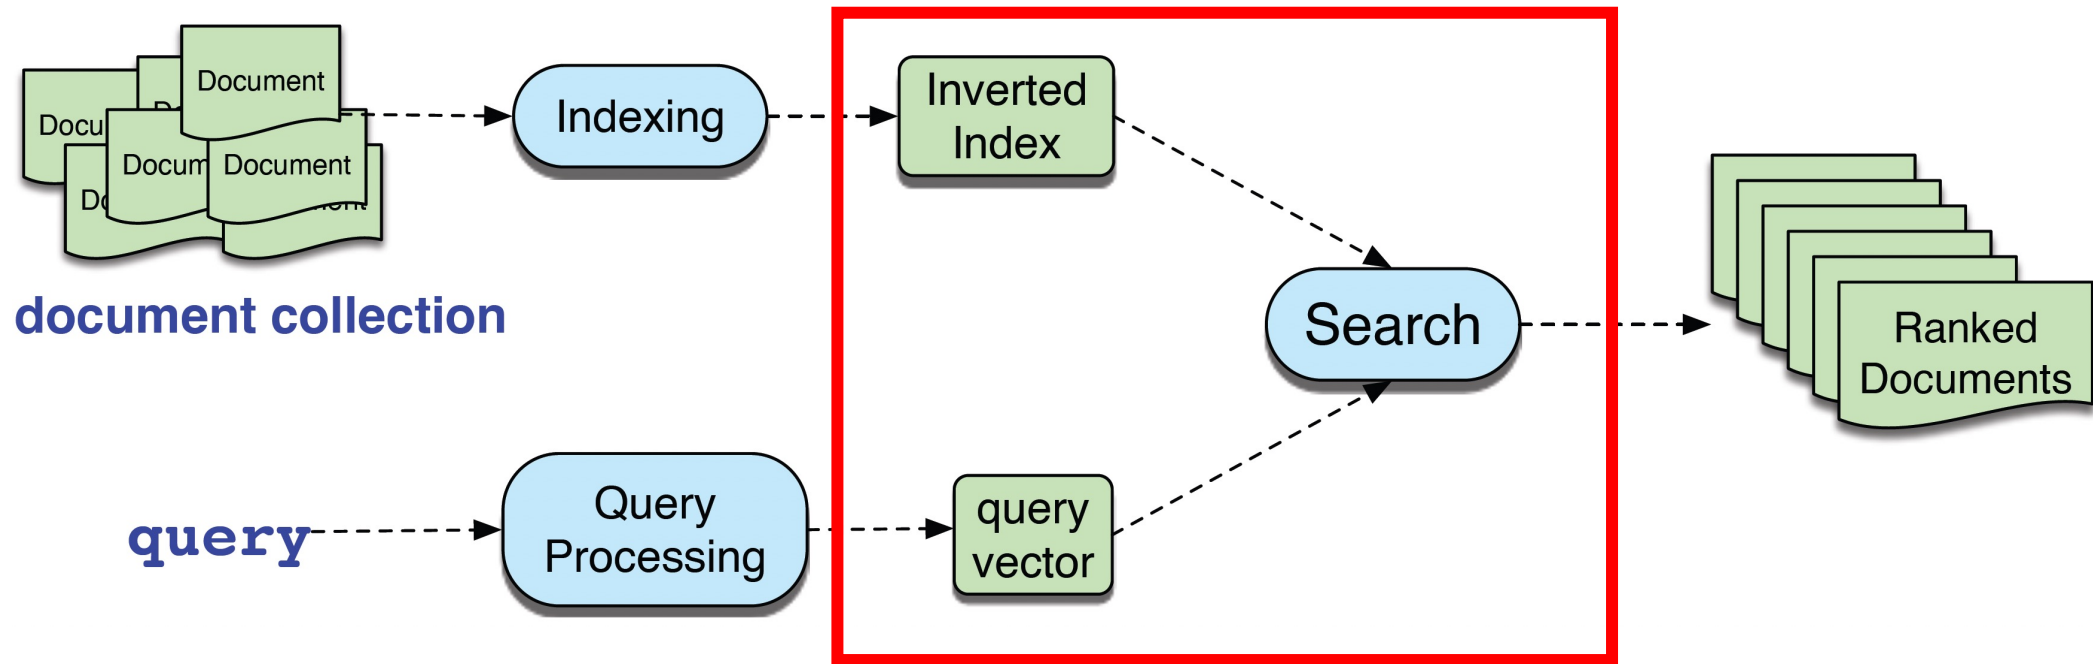 Document
Docu
Docum
Document
document collection
Indexing
Inverted
Index
Search
Ranked
Documents
query
Query
Processing
query
vector